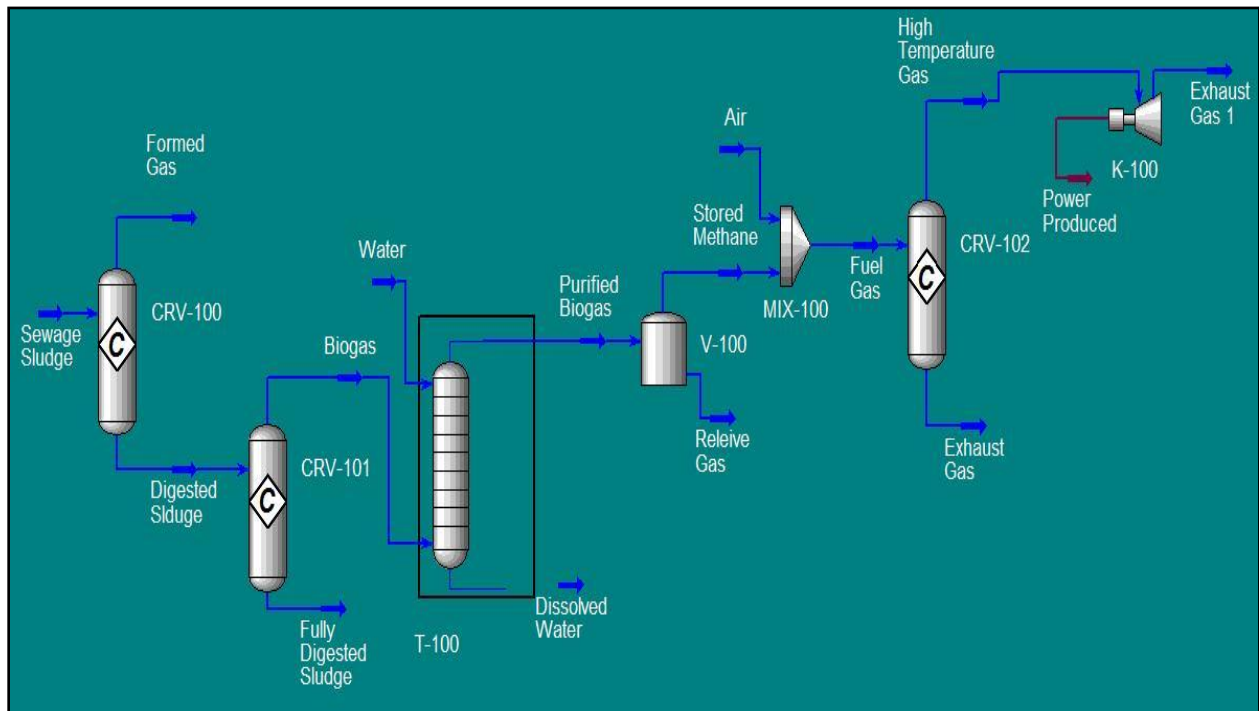 High
Temperature
Gas
Exhaust
Gas 1
Air
K-100
Formed
Gas
Power
Produced
Stored
Methane
Water
CRV-102
Purified
Biogas
Fuel
Gas
MIX-100
CRV-100
C
C
Sewage
Sludge
V-100
Biogas
Releive
Gas
Exhaust
Gas
CRV-101
C
Digested
Slduge
Dissolved
Water
Fully
Digested
Sludge
T-100